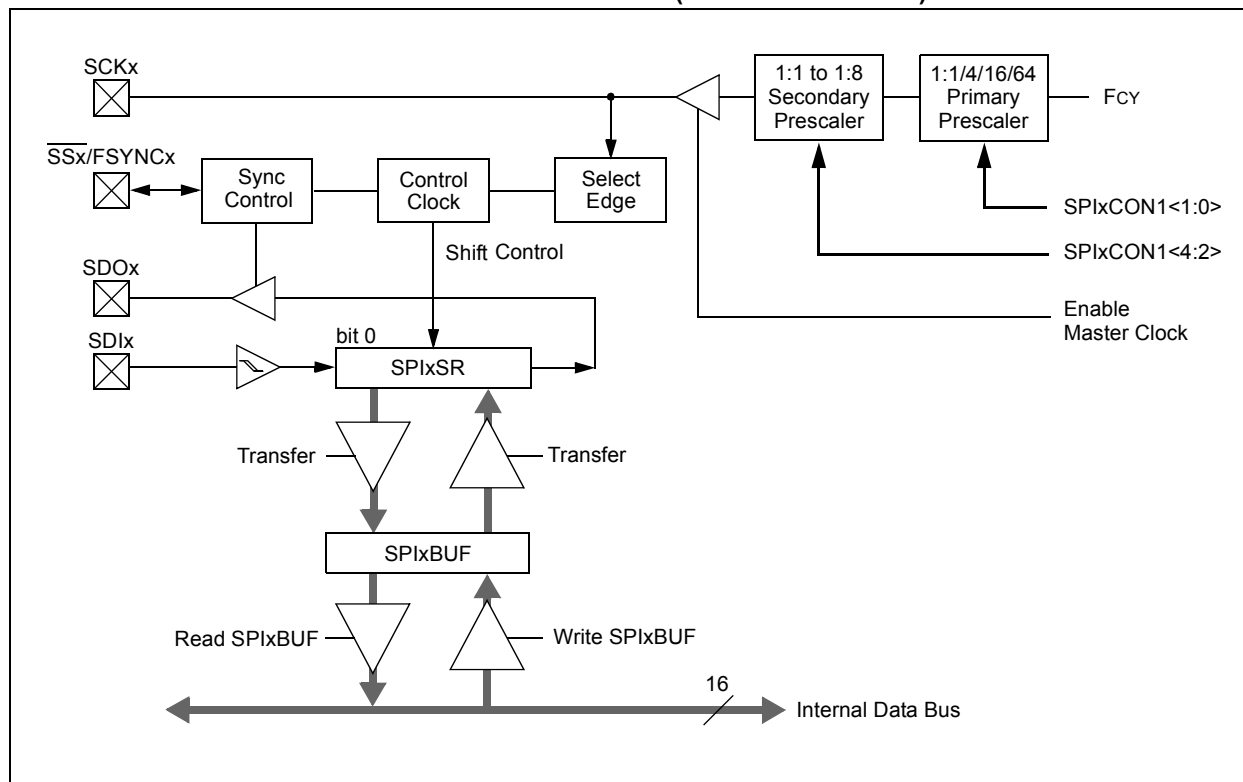 SCKx
1:1 to 1:8
Secondary
Prescaler
1:1/4/16/64
Primary
Prescaler
FCY
SSx/FSYNCx
Sync
Control
Control
Clock
Select
Edge
SPIxCON1<1:0>
Shift Control
SPIxCON1<4:2>
SDOx
Enable
Master Clock
SDIx
bit 0
SPIxSR
Transfer
Transfer
SPIxBUF
Read SPIxBUF
Write SPIxBUF
16
Internal Data Bus